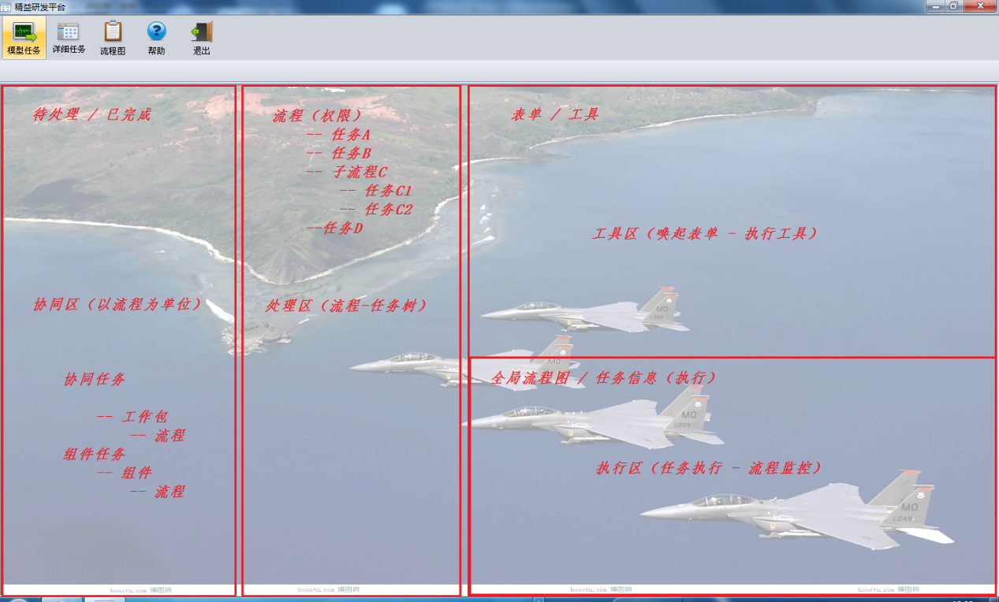 精益研发平台
模型任务 详细任务 流程图 帮助 退出
待处理 / 已完成
协同区（以流程为单位）
协同任务
-- 工作包
-- 流程
组件任务
-- 组件
-- 流程
流程（权限）
-- 任务A
-- 任务B
-- 子流程C
-- 任务C1
-- 任务C2
--任务D
处理区（流程-任务树）
表单 / 工具
工具区（唤起表单 - 执行工具）
MO
MO
全局流程图 / 任务信息（执行）
MO
执行区（任务执行 - 流程监控）
MO
boootu.com 博图网
boootu.com 博图网
boootu.com 博图网
boootu.com 博图网